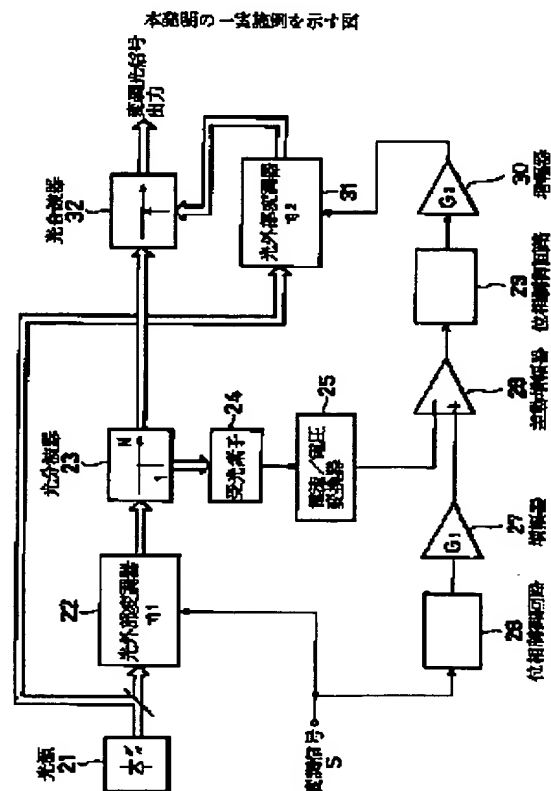 本発明の一実施例を示す図
光源
21
光外部変調器
η1
22
光分波器
23
N
1
光合波器
32
変調光信号
出力
受光素子
24
電流／電圧
変換器
25
光外部変調器
η2
31
変調信号
S
位相制御回路
26
G1
27
増幅器
28
差動増幅器
29
位相制御回路
G2
30
増幅器